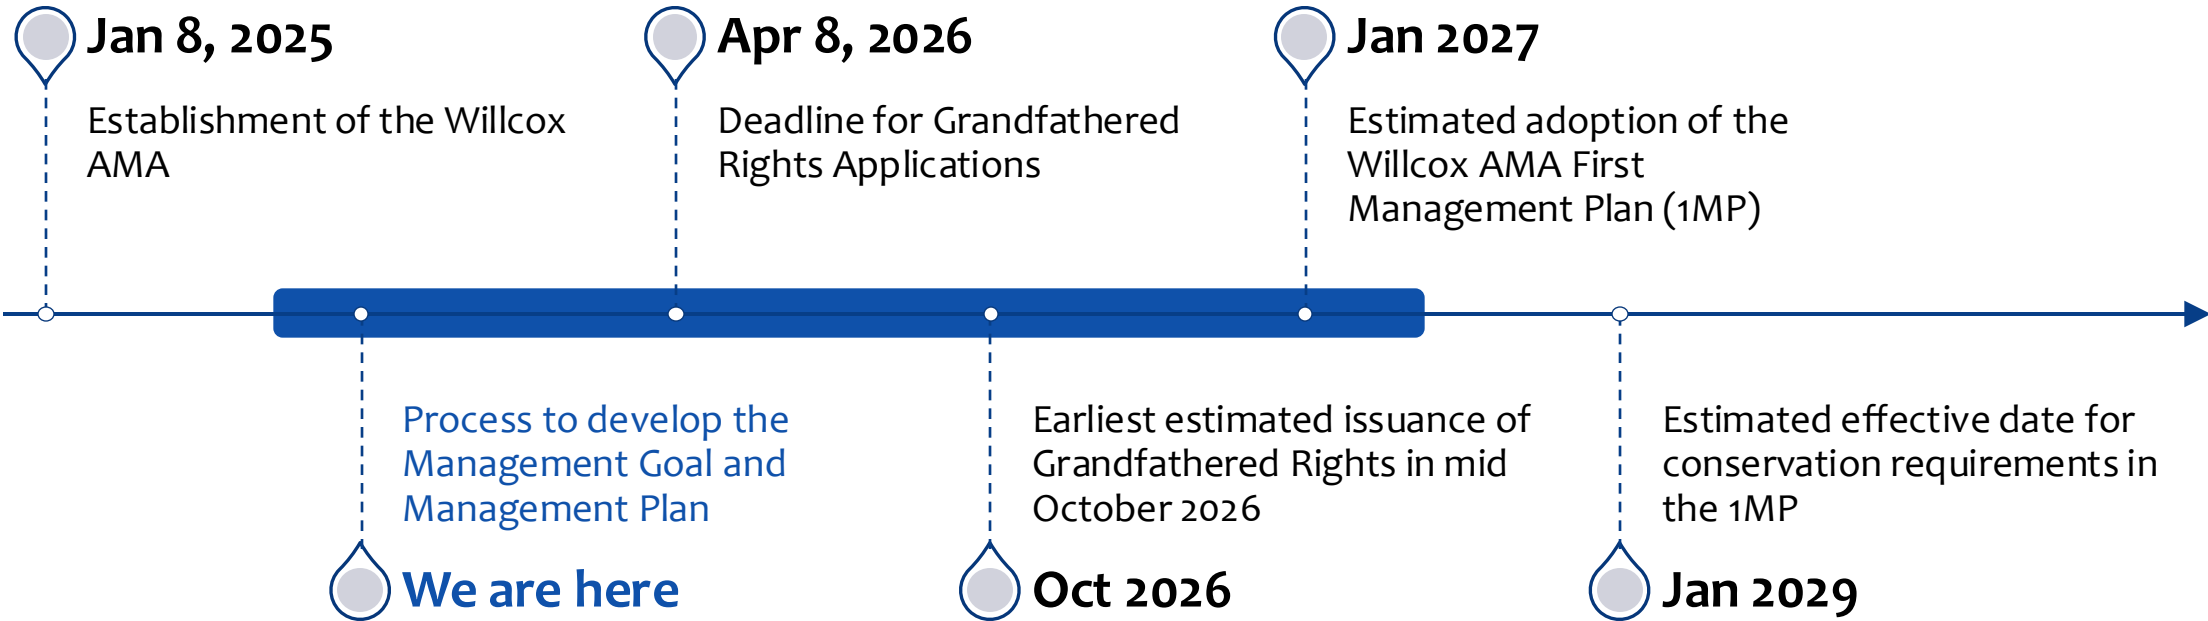 Jan 8, 2025
Establishment of the Willcox
AMA
Apr 8, 2026
Deadline for Grandfathered
Rights Applications
Jan 2027
Estimated adoption of the
Willcox AMA First
Management Plan (1MP)
Process to develop the
Management Goal and
Management Plan
We are here
Earliest estimated issuance of
Grandfathered Rights in mid
October 2026
Oct 2026
Estimated effective date for
conservation requirements in
the 1MP
Jan 2029